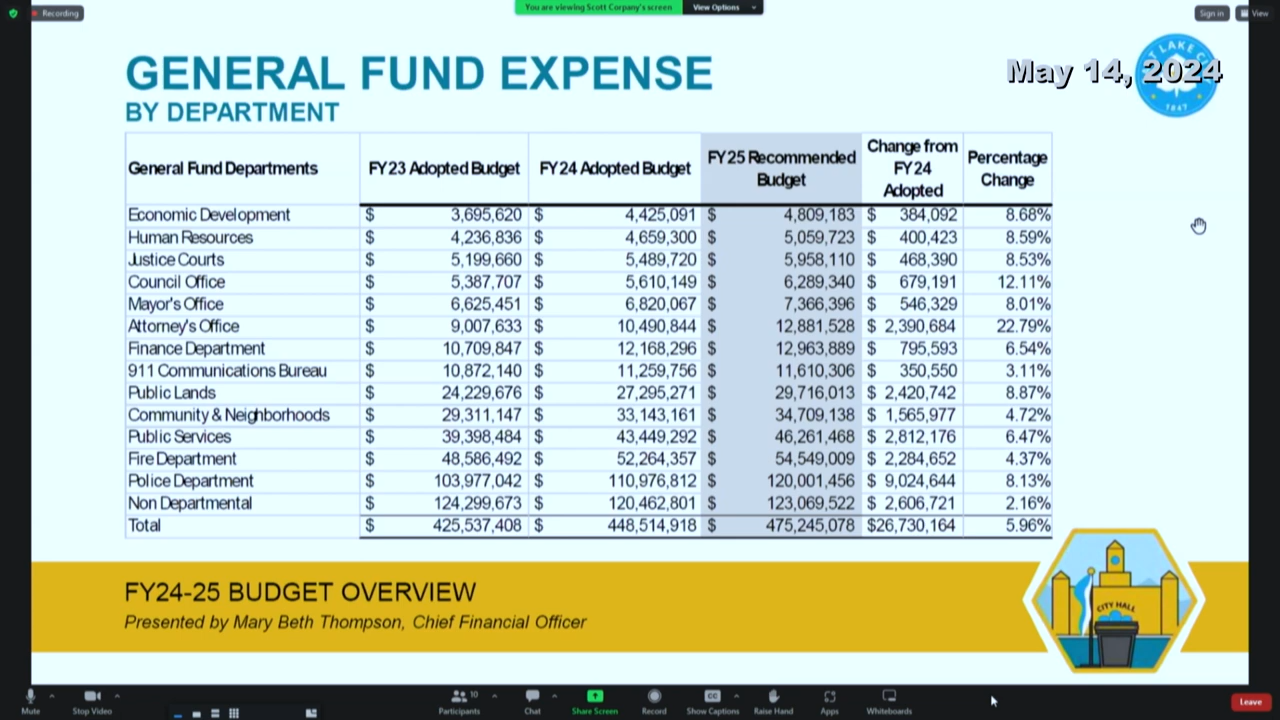 Recording
You are viewing Scott Corpany's screen View Options
Sign in View
GENERAL FUND EXPENSE
May 14, 2024
BY DEPARTMENT
LAKE
1847
General Fund Departments FY23 Adopted Budget FY24 Adopted Budget FY25 Recommended Budget Change from FY24 Adopted Percentage Change
Economic Development $ 3,695,620 $ 4,425,091 $ 4,809,183 $ 384,092 8.68%
Human Resources $ 4,236,836 $ 4,659,300 $ 5,059,723 $ 400,423 8.59%
Justice Courts $ 5,199,660 $ 5,489,720 $ 5,958,110 $ 468,390 8.53%
Council Office $ 5,387,707 $ 5,610,149 $ 6,289,340 $ 679,191 12.11%
Mayor's Office $ 6,625,451 $ 6,820,067 $ 7,366,396 $ 546,329 8.01%
Attorney's Office $ 9,007,633 $ 10,490,844 $ 12,881,528 $ 2,390,684 22.79%
Finance Department $ 10,709,847 $ 12,168,296 $ 12,963,889 $ 795,593 6.54%
911 Communications Bureau $ 10,872,140 $ 11,259,756 $ 11,610,306 $ 350,550 3.11%
Public Lands $ 24,229,676 $ 27,295,271 $ 29,716,013 $ 2,420,742 8.87%
Community & Neighborhoods $ 29,311,147 $ 33,143,161 $ 34,709,138 $ 1,565,977 4.72%
Public Services $ 39,398,484 $ 43,449,292 $ 46,261,468 $ 2,812,176 6.47%
Fire Department $ 48,586,492 $ 52,264,357 $ 54,549,009 $ 2,284,652 4.37%
Police Department $ 103,977,042 $ 110,976,812 $ 120,001,456 $ 9,024,644 8.13%
Non Departmental $ 124,299,673 $ 120,462,801 $ 123,069,522 $ 2,606,721 2.16%
Total $ 425,537,408 $ 448,514,918 $ 475,245,078 $26,730,164 5.96%
FY24-25 BUDGET OVERVIEW
Presented by Mary Beth Thompson, Chief Financial Officer
CITY HALL
Mute Stop Video Participants 10 Chat Share Screen Record Show Captions Raise Hand Apps Whiteboards Leave